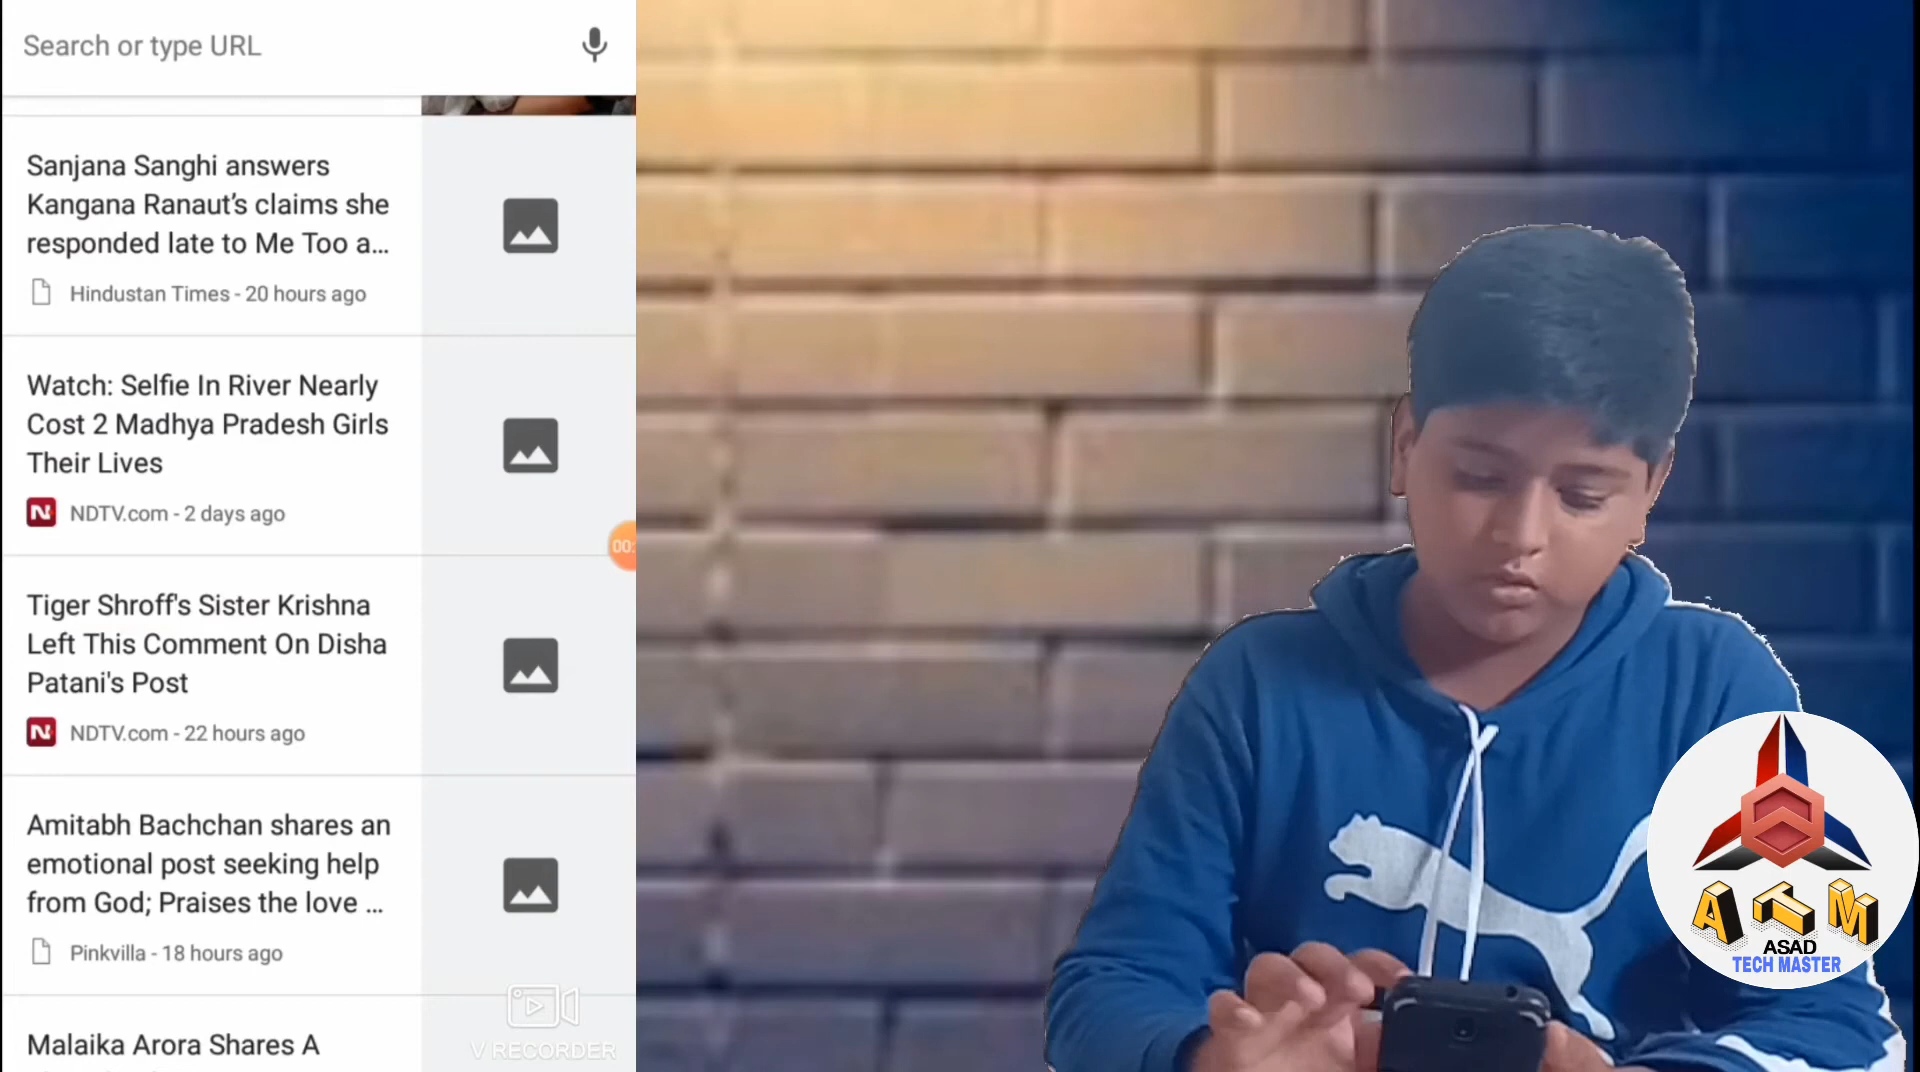 Search or type URL
Sanjana Sanghi answers
Kangana Ranaut’s claims she
responded late to Me Too a...
Hindustan Times - 20 hours ago
Watch: Selfie In River Nearly
Cost 2 Madhya Pradesh Girls
Their Lives
NDTV.com - 2 days ago
00:
Tiger Shroff's Sister Krishna
Left This Comment On Disha
Patani's Post
NDTV.com - 22 hours ago
Amitabh Bachchan shares an
emotional post seeking help
from God; Praises the love ...
Pinkvilla - 18 hours ago
Malaika Arora Shares A
V RECORDER
ATM
ASAD
TECH MASTER